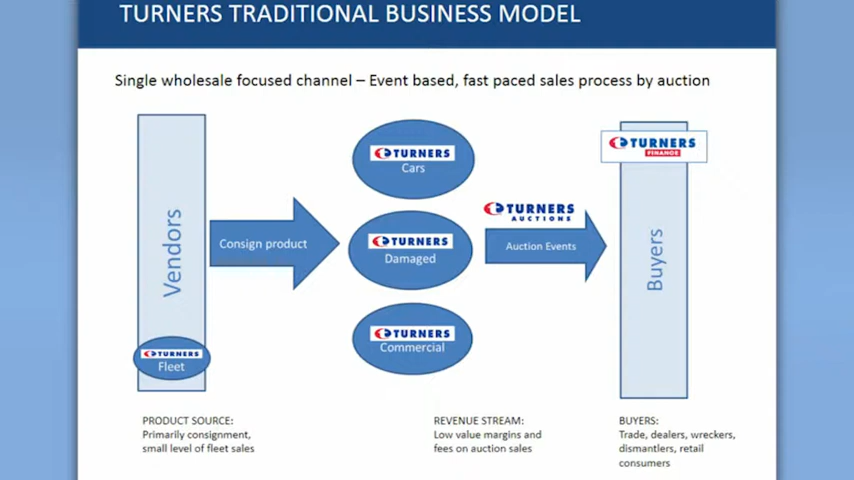 TURNERS TRADITIONAL BUSINESS MODEL
Single wholesale focused channel – Event based, fast paced sales process by auction
Vendors
TURNERS
Fleet
Consign product
TURNERS
Cars
TURNERS
Damaged
TURNERS
Commercial
TURNERS
AUCTIONS
Auction Events
TURNERS
FINANCE
Buyers
PRODUCT SOURCE:
Primarily consignment,
small level of fleet sales
REVENUE STREAM:
Low value margins and
fees on auction sales
BUYERS:
Trade, dealers, wreckers,
dismantlers, retail
consumers